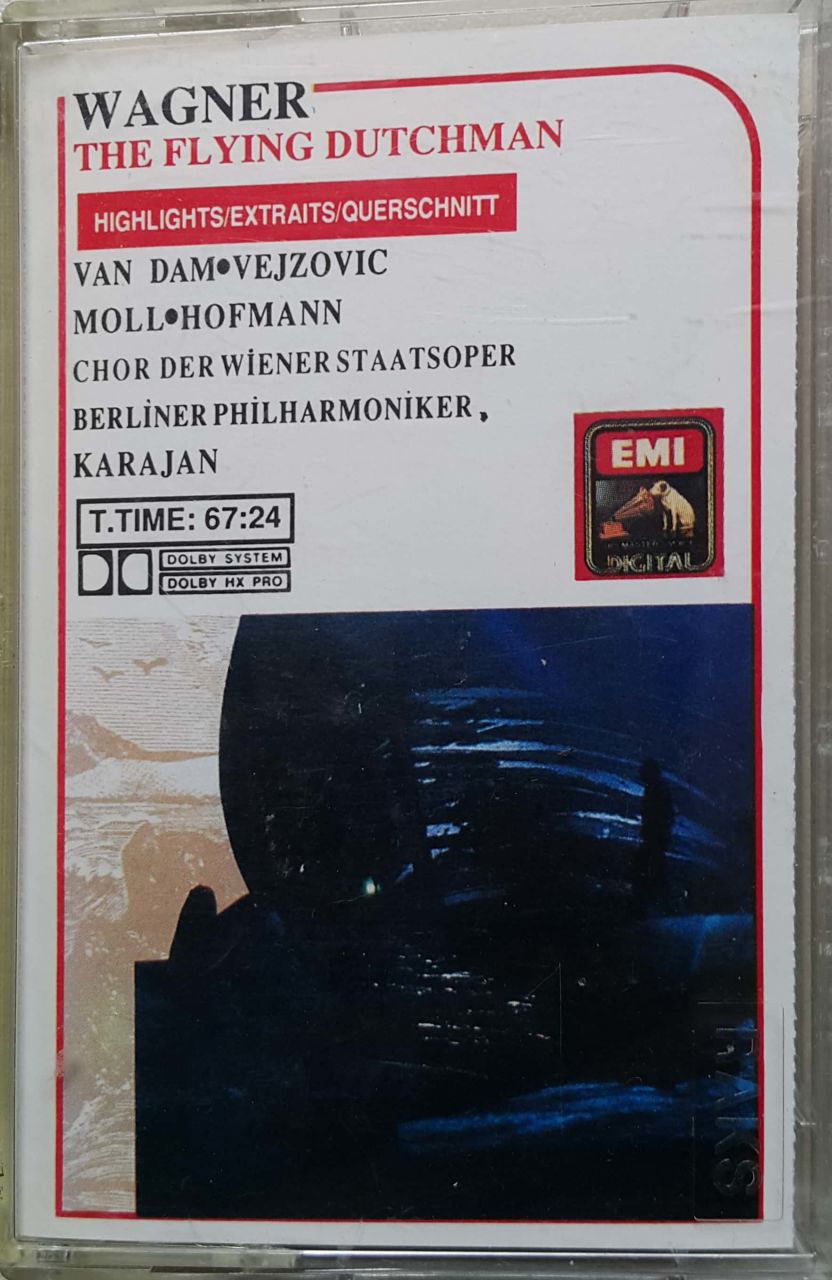 WAGNER
THE FLYING DUTCHMAN
HIGHLIGHTS/EXTRAITS/QUERSCHNITT
VAN DAM•VEJZOVIC
MOLL•HOFMANN
CHOR DER WİENER STAATSOPER
BERLİNER PHİLHARMONİKER,
KARAJAN
EMI
DIGITAL
T.TIME: 67:24
DOLBY SYSTEM
DOLBY HX PRO
RAKS